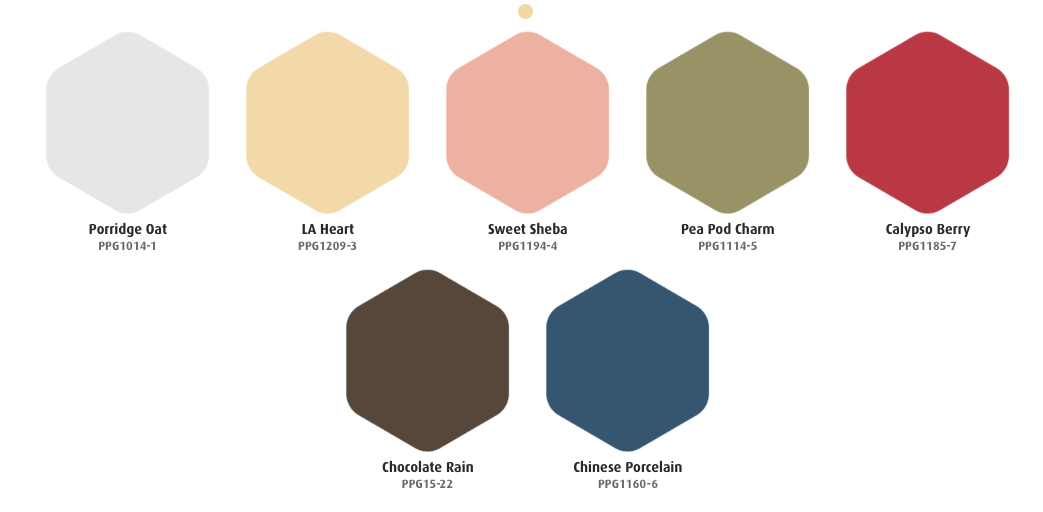 Porridge Oat
PPG1014-1
LA Heart
PPG1209-3
Sweet Sheba
PPG1194-4
Pea Pod Charm
PPG1114-5
Calypso Berry
PPG1185-7
Chocolate Rain
PPG15-22
Chinese Porcelain
PPG1160-6